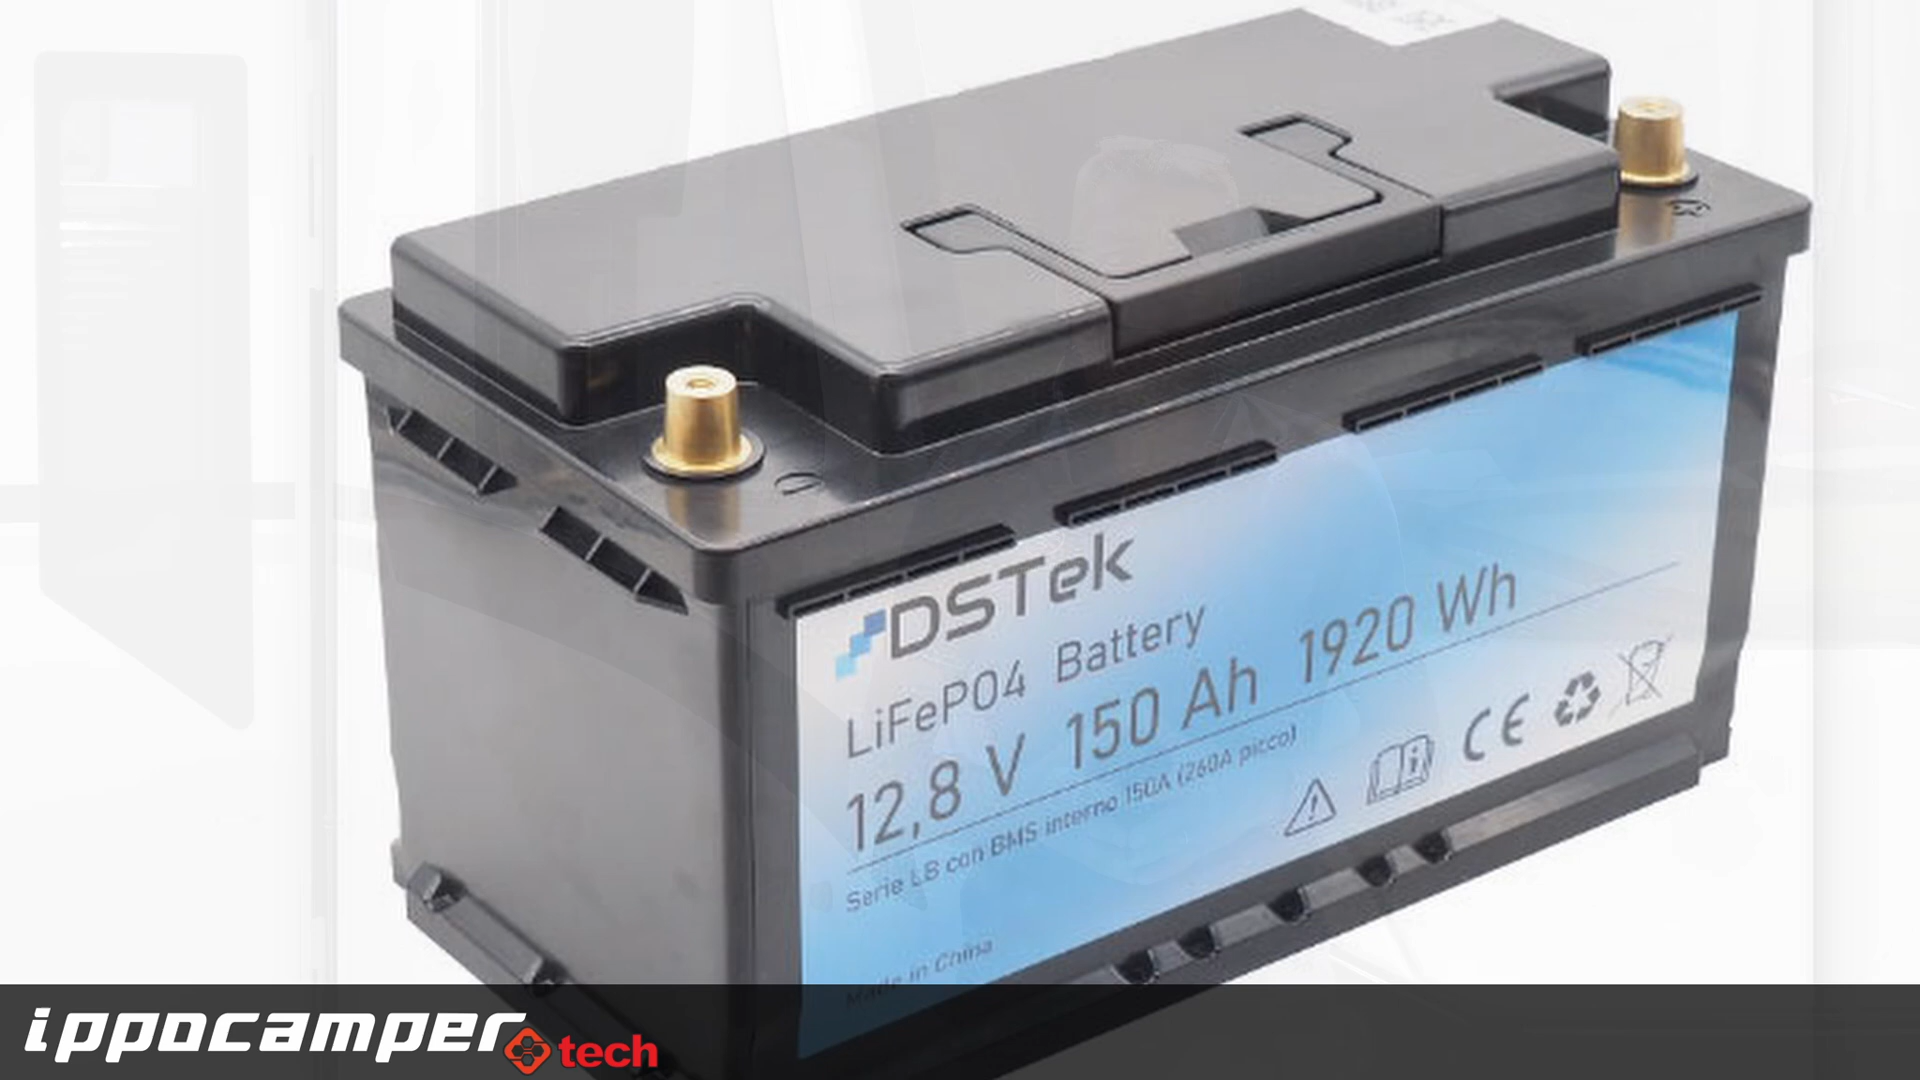 DSTek
LiFePO4 Battery
12,8 V 150 Ah 1920 Wh
Serie LB con BMS interno 150A (260A picco)
CE
Made in China
ippocamper tech